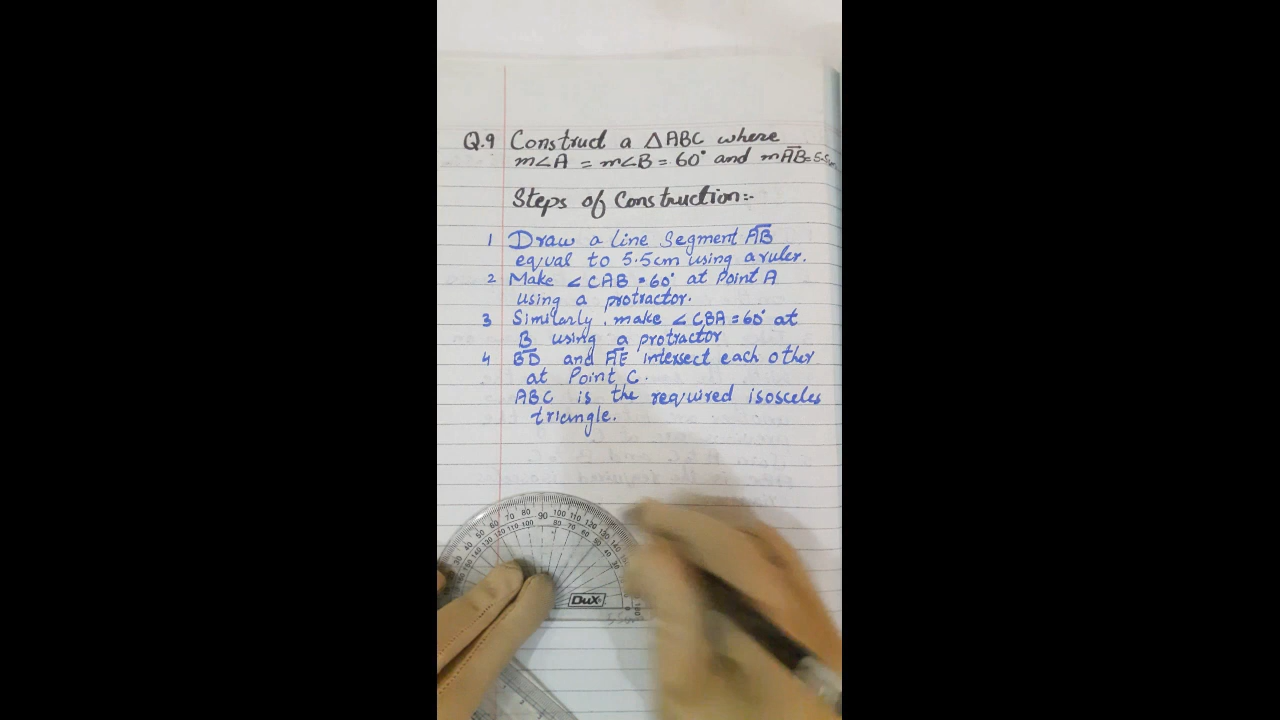 Q.9 Construct a △ABC where
m∠A = m∠B = 60° and mAB=5.5cm
Steps of Construction:-
1 Draw a Line Segment AB
equal to 5.5cm using a ruler.
2 Make ∠CAB = 60° at Point A
using a protractor.
3 Similarly, make ∠CBA = 60° at
B using a protractor
4 BD and AE intersect each other
at Point C.
ABC is the required isosceles
triangle.
DUX